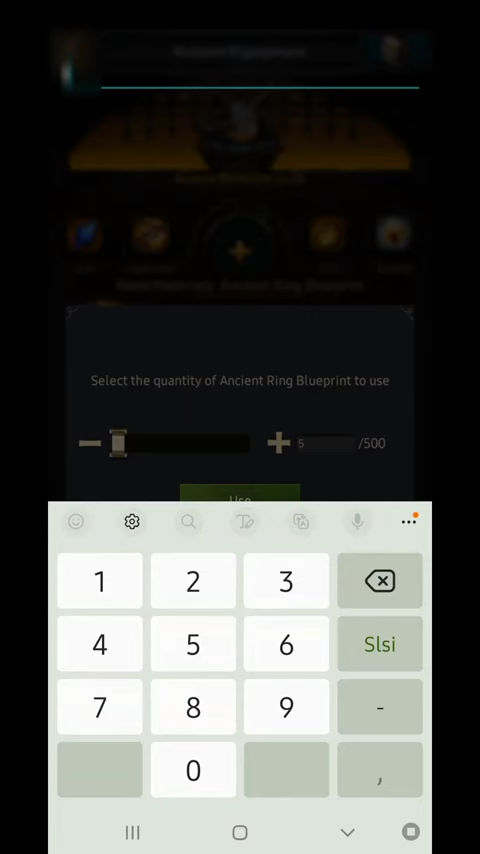 Select the quantity of Ancient Ring Blueprint to use
5 /500
Use
1 2 3
4 5 6 Slsi
7 8 9 -
0 ,